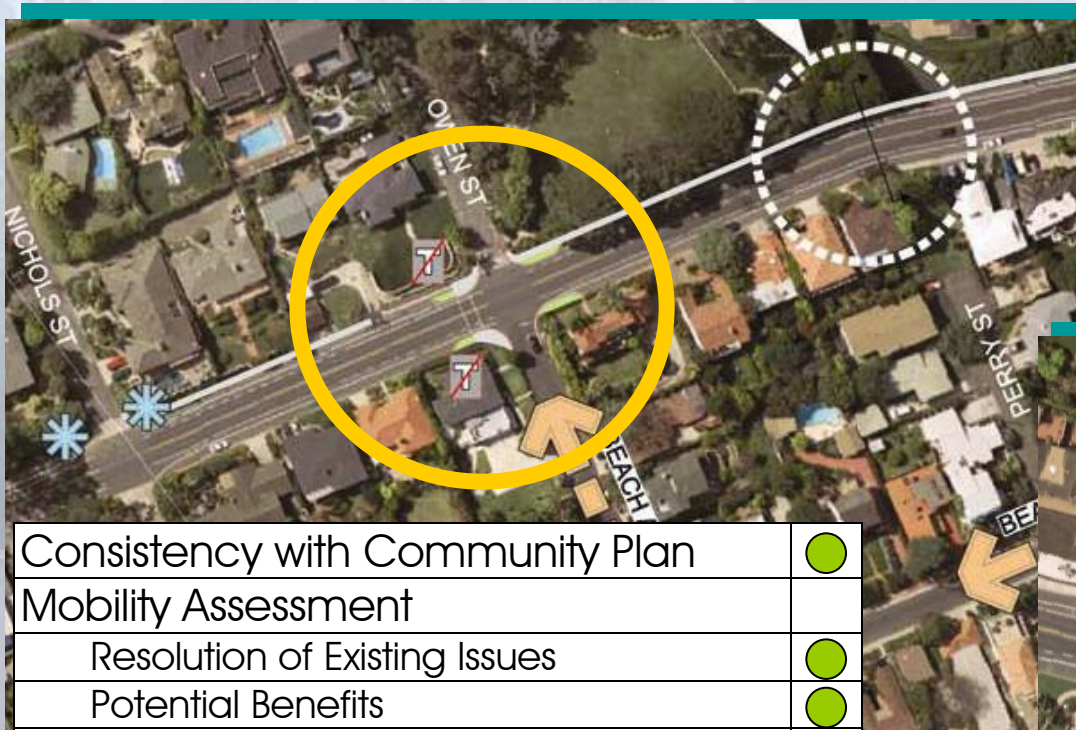 OWEN ST
NICHOLS ST
T
T
PERRY ST
BEACH
BEA
Consistency with Community Plan
Mobility Assessment
Resolution of Existing Issues
Potential Benefits